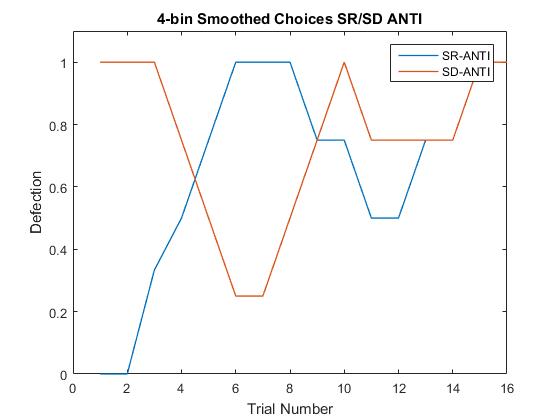 4-bin Smoothed Choices SR/SD ANTI
SR-ANTI
SD-ANTI
1
0.8
0.6
0.4
0.2
0
Defection
0 2 4 6 8 10 12 14 16
Trial Number